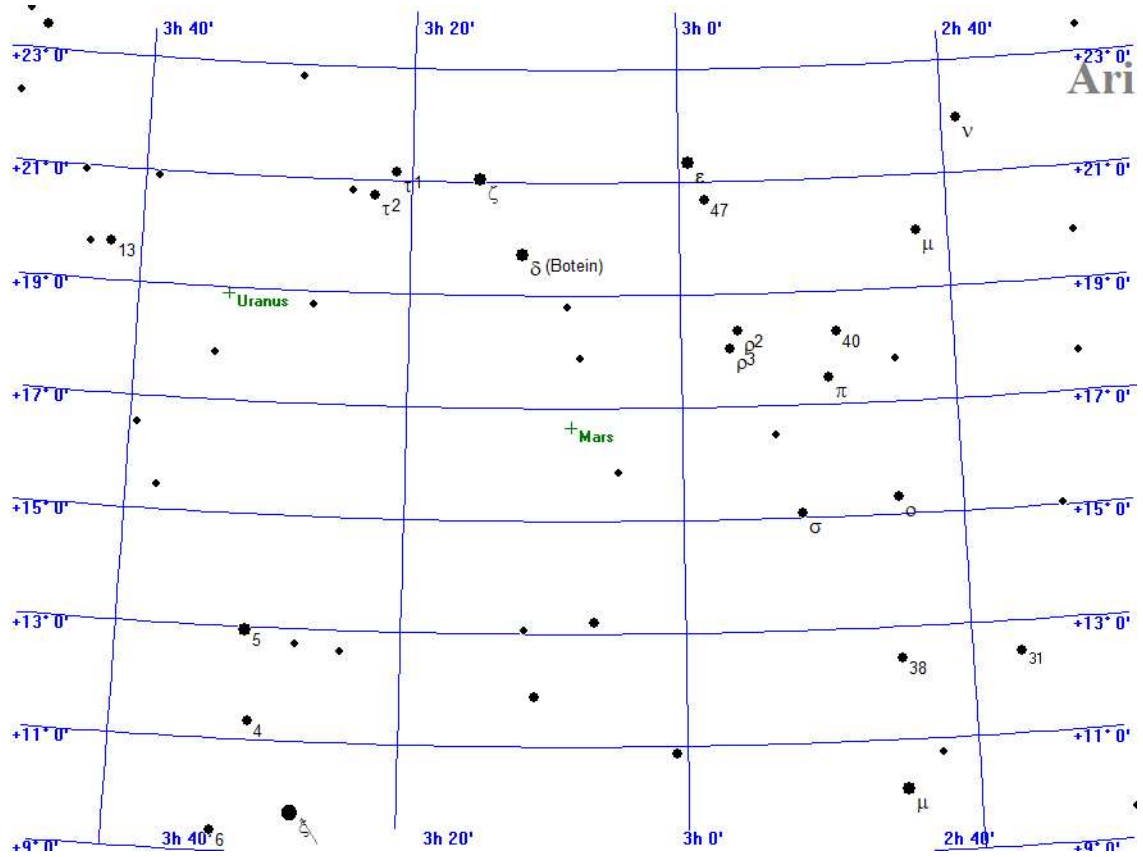 3h 40' 3h 20' 3h 0' 2h 40'
+23° 0' +23° 0'
Ari
ν
+21° 0' τ1 ε +21° 0'
τ2 ζ 47
13 μ
δ (Botein)
+19° 0' +19° 0'
Uranus
ρ2 40
ρ3
π
+17° 0' +17° 0'
Mars
+15° 0' σ ο +15° 0'
+13° 0' +13° 0'
5 38 31
4
+11° 0' +11° 0'
μ
ξ
6 3h 40' 3h 20' 3h 0' 2h 40'
+9° 0' +9° 0'